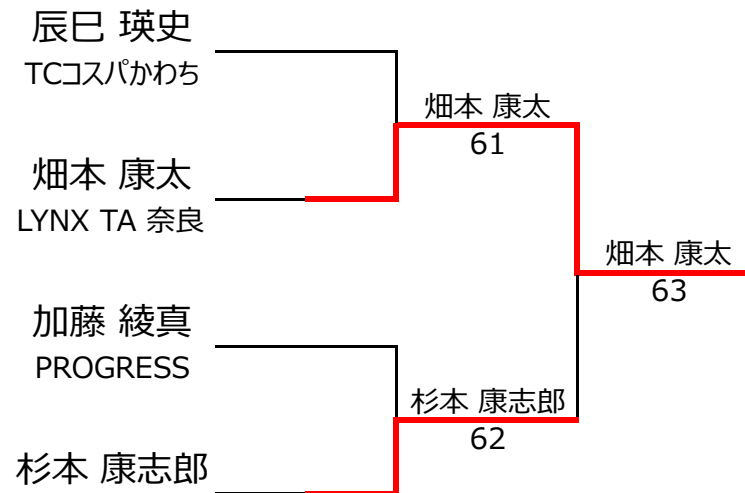 辰巳 瑛史
TCコスパかわち
畑本 康太
61
畑本 康太
LYNX TA 奈良
畑本 康太
63
加藤 綾真
PROGRESS
杉本 康志郎
62
杉本 康志郎